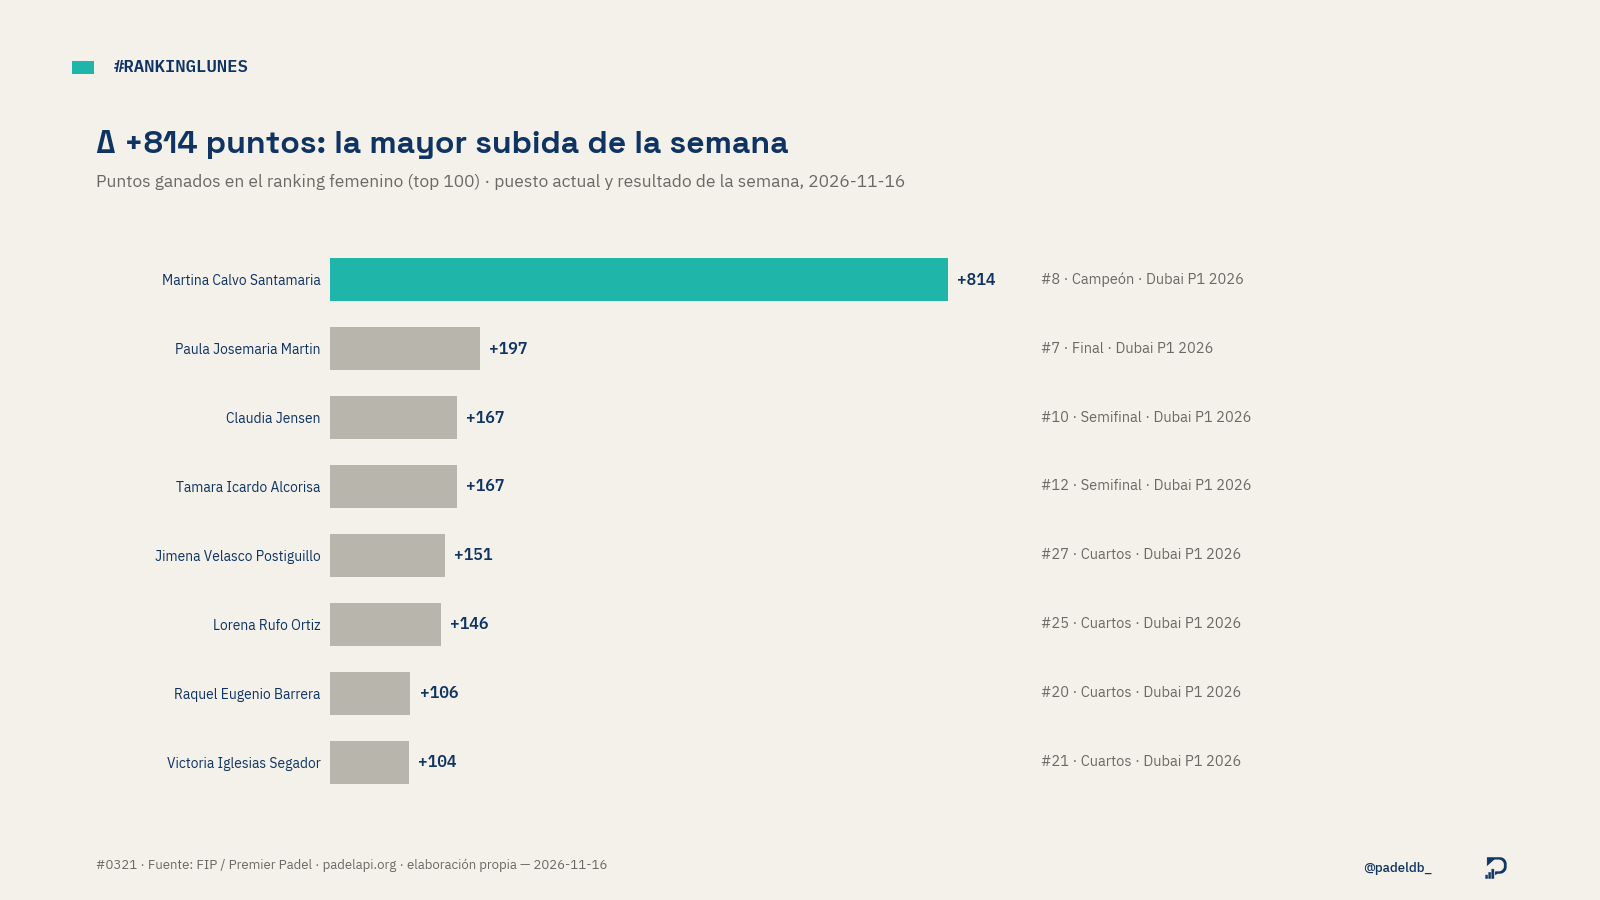 #RANKINGLUNES
Δ +814 puntos: la mayor subida de la semana
Puntos ganados en el ranking femenino (top 100) · puesto actual y resultado de la semana, 2026-11-16
Martina Calvo Santamaria +814 #8 · Campeón · Dubai P1 2026
Paula Josemaria Martin +197 #7 · Final · Dubai P1 2026
Claudia Jensen +167 #10 · Semifinal · Dubai P1 2026
Tamara Icardo Alcorisa +167 #12 · Semifinal · Dubai P1 2026
Jimena Velasco Postiguillo +151 #27 · Cuartos · Dubai P1 2026
Lorena Rufo Ortiz +146 #25 · Cuartos · Dubai P1 2026
Raquel Eugenio Barrera +106 #20 · Cuartos · Dubai P1 2026
Victoria Iglesias Segador +104 #21 · Cuartos · Dubai P1 2026
#0321 · Fuente: FIP / Premier Padel · padelapi.org · elaboración propia — 2026-11-16
@padeldb_